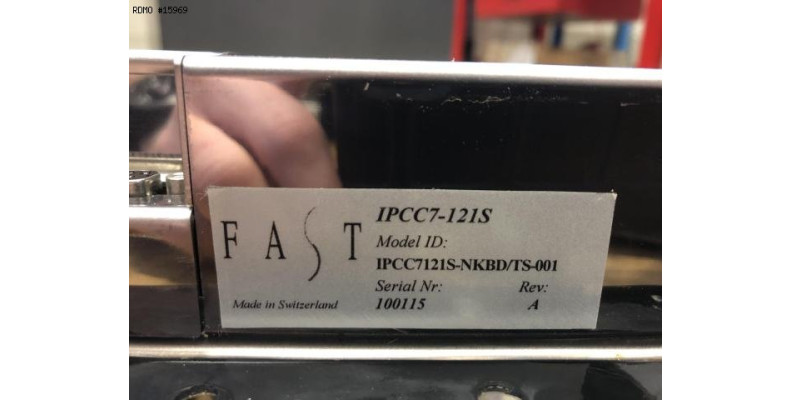 RDMO #15969
IPCC7-121S
FAST
Model ID:
IPCC7121S-NKBD/TS-001
Serial Nr: Rev:
Made in Switzerland 100115 A